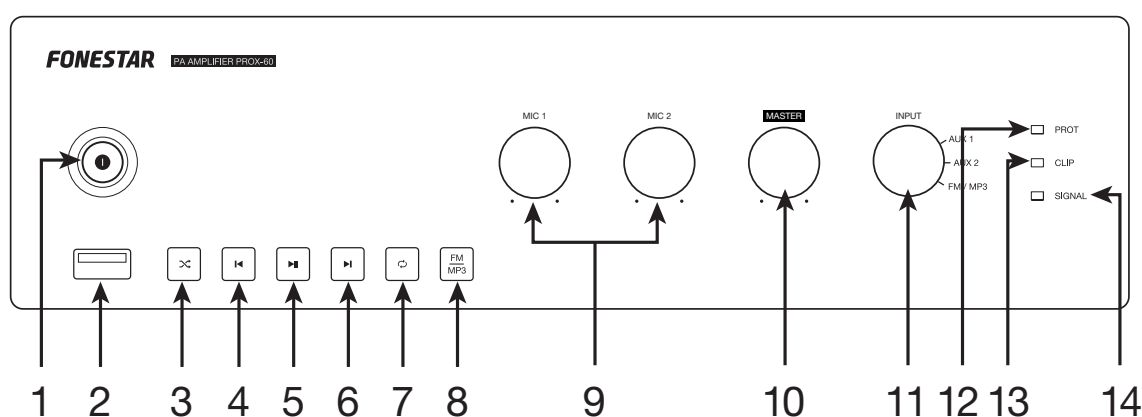 FONESTAR PA AMPLIFIER PROX-60
MIC 1 MIC 2 MASTER INPUT
AUX 1
AUX 2
FM / MP3
PROT
CLIP
SIGNAL
FM
MP3
1 2 3 4 5 6 7 8 9 10 11 12 13 14